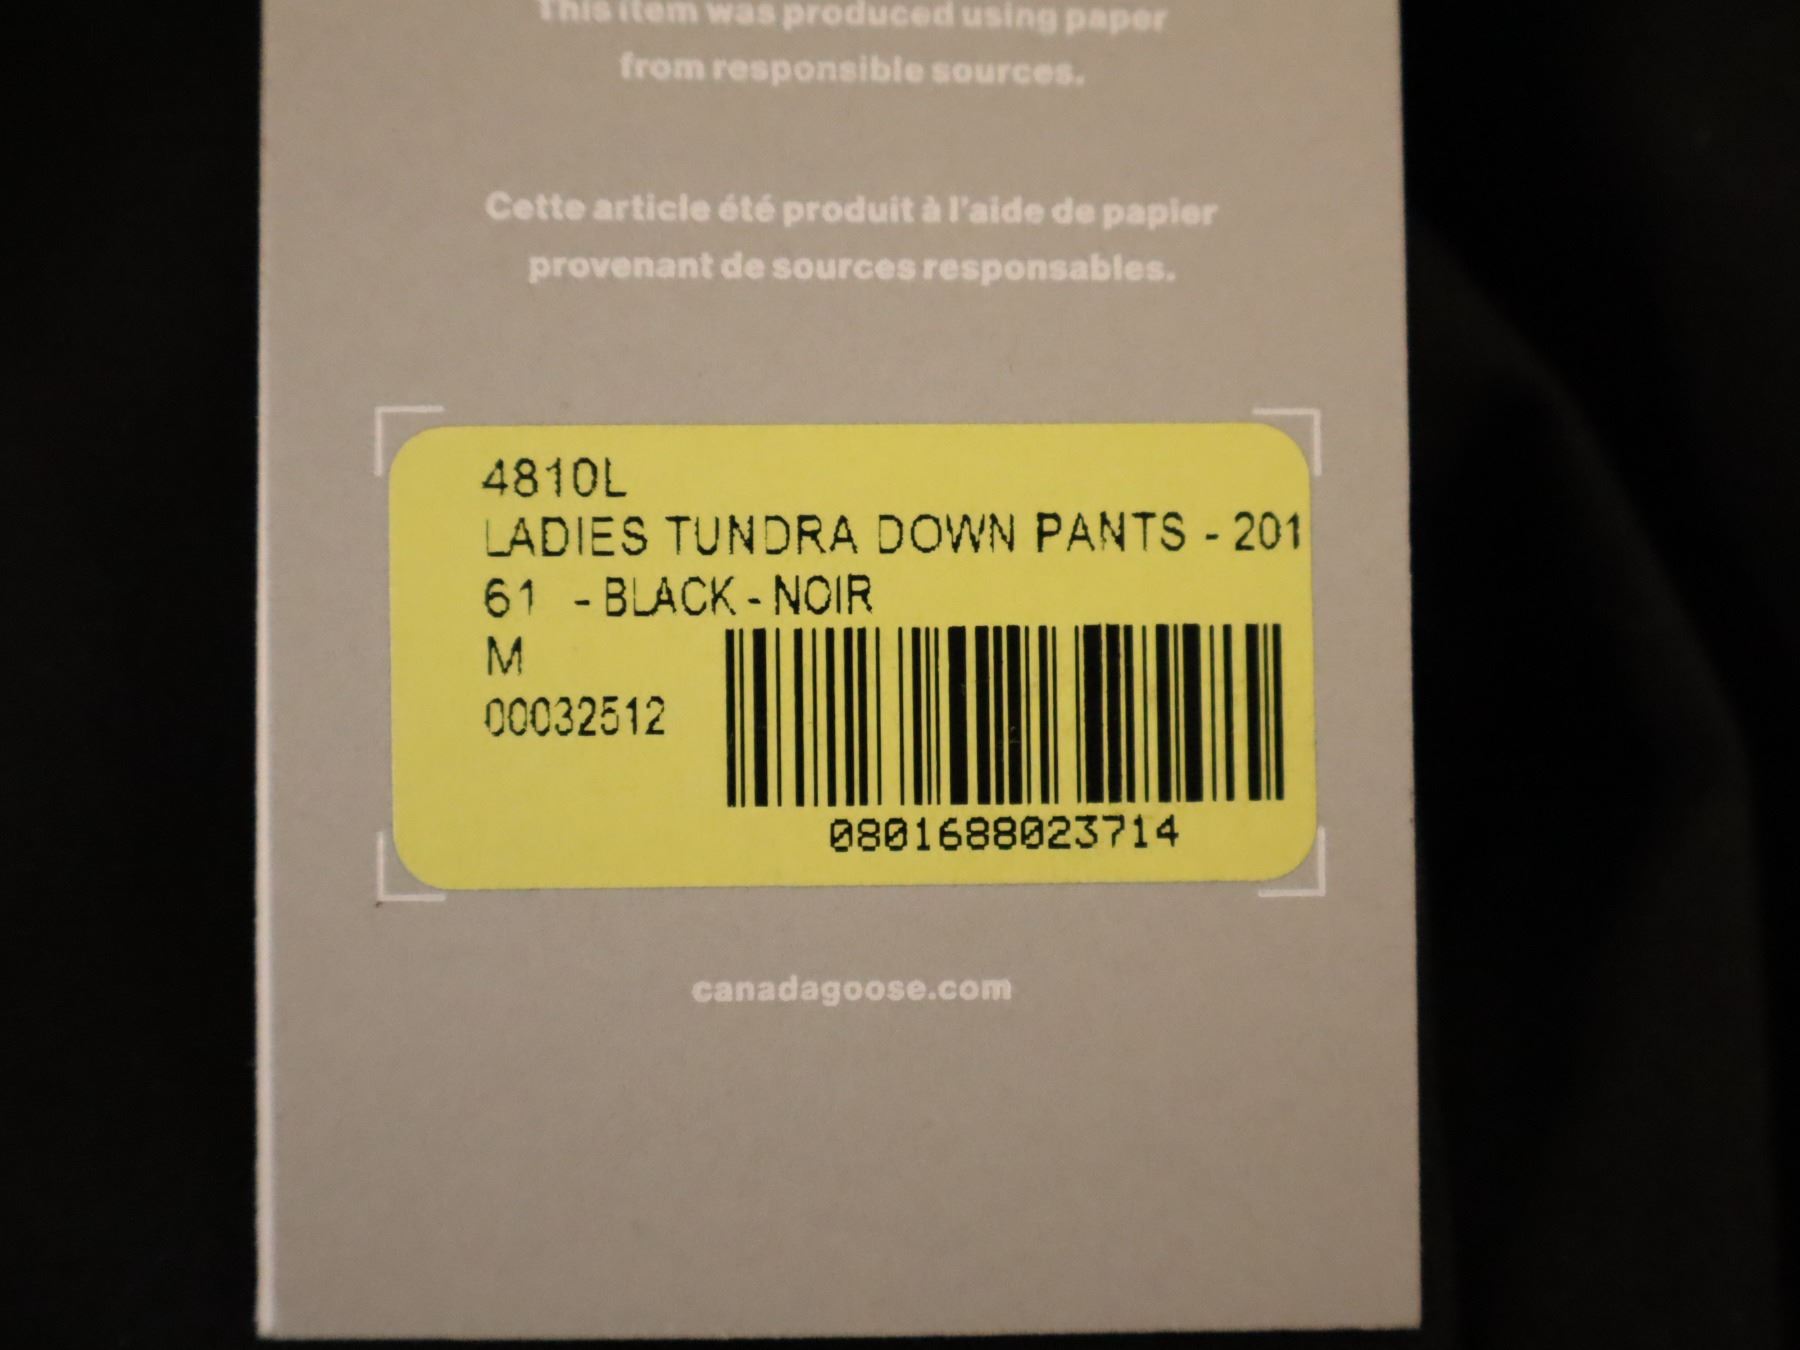 This item was produced using paper
from responsible sources.
Cette article été produit à l'aide de papier
provenant de sources responsables.
4810L
LADIES TUNDRA DOWN PANTS - 201
61 - BLACK - NOIR
M
00032512
0801688023714
canadagoose.com